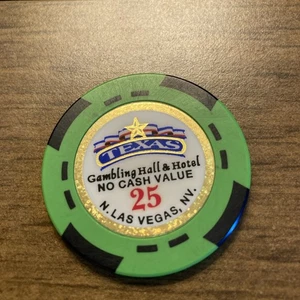 TEXAS
Gambling Hall & Hotel
NO CASH VALUE
25
N. LAS VEGAS, NV.